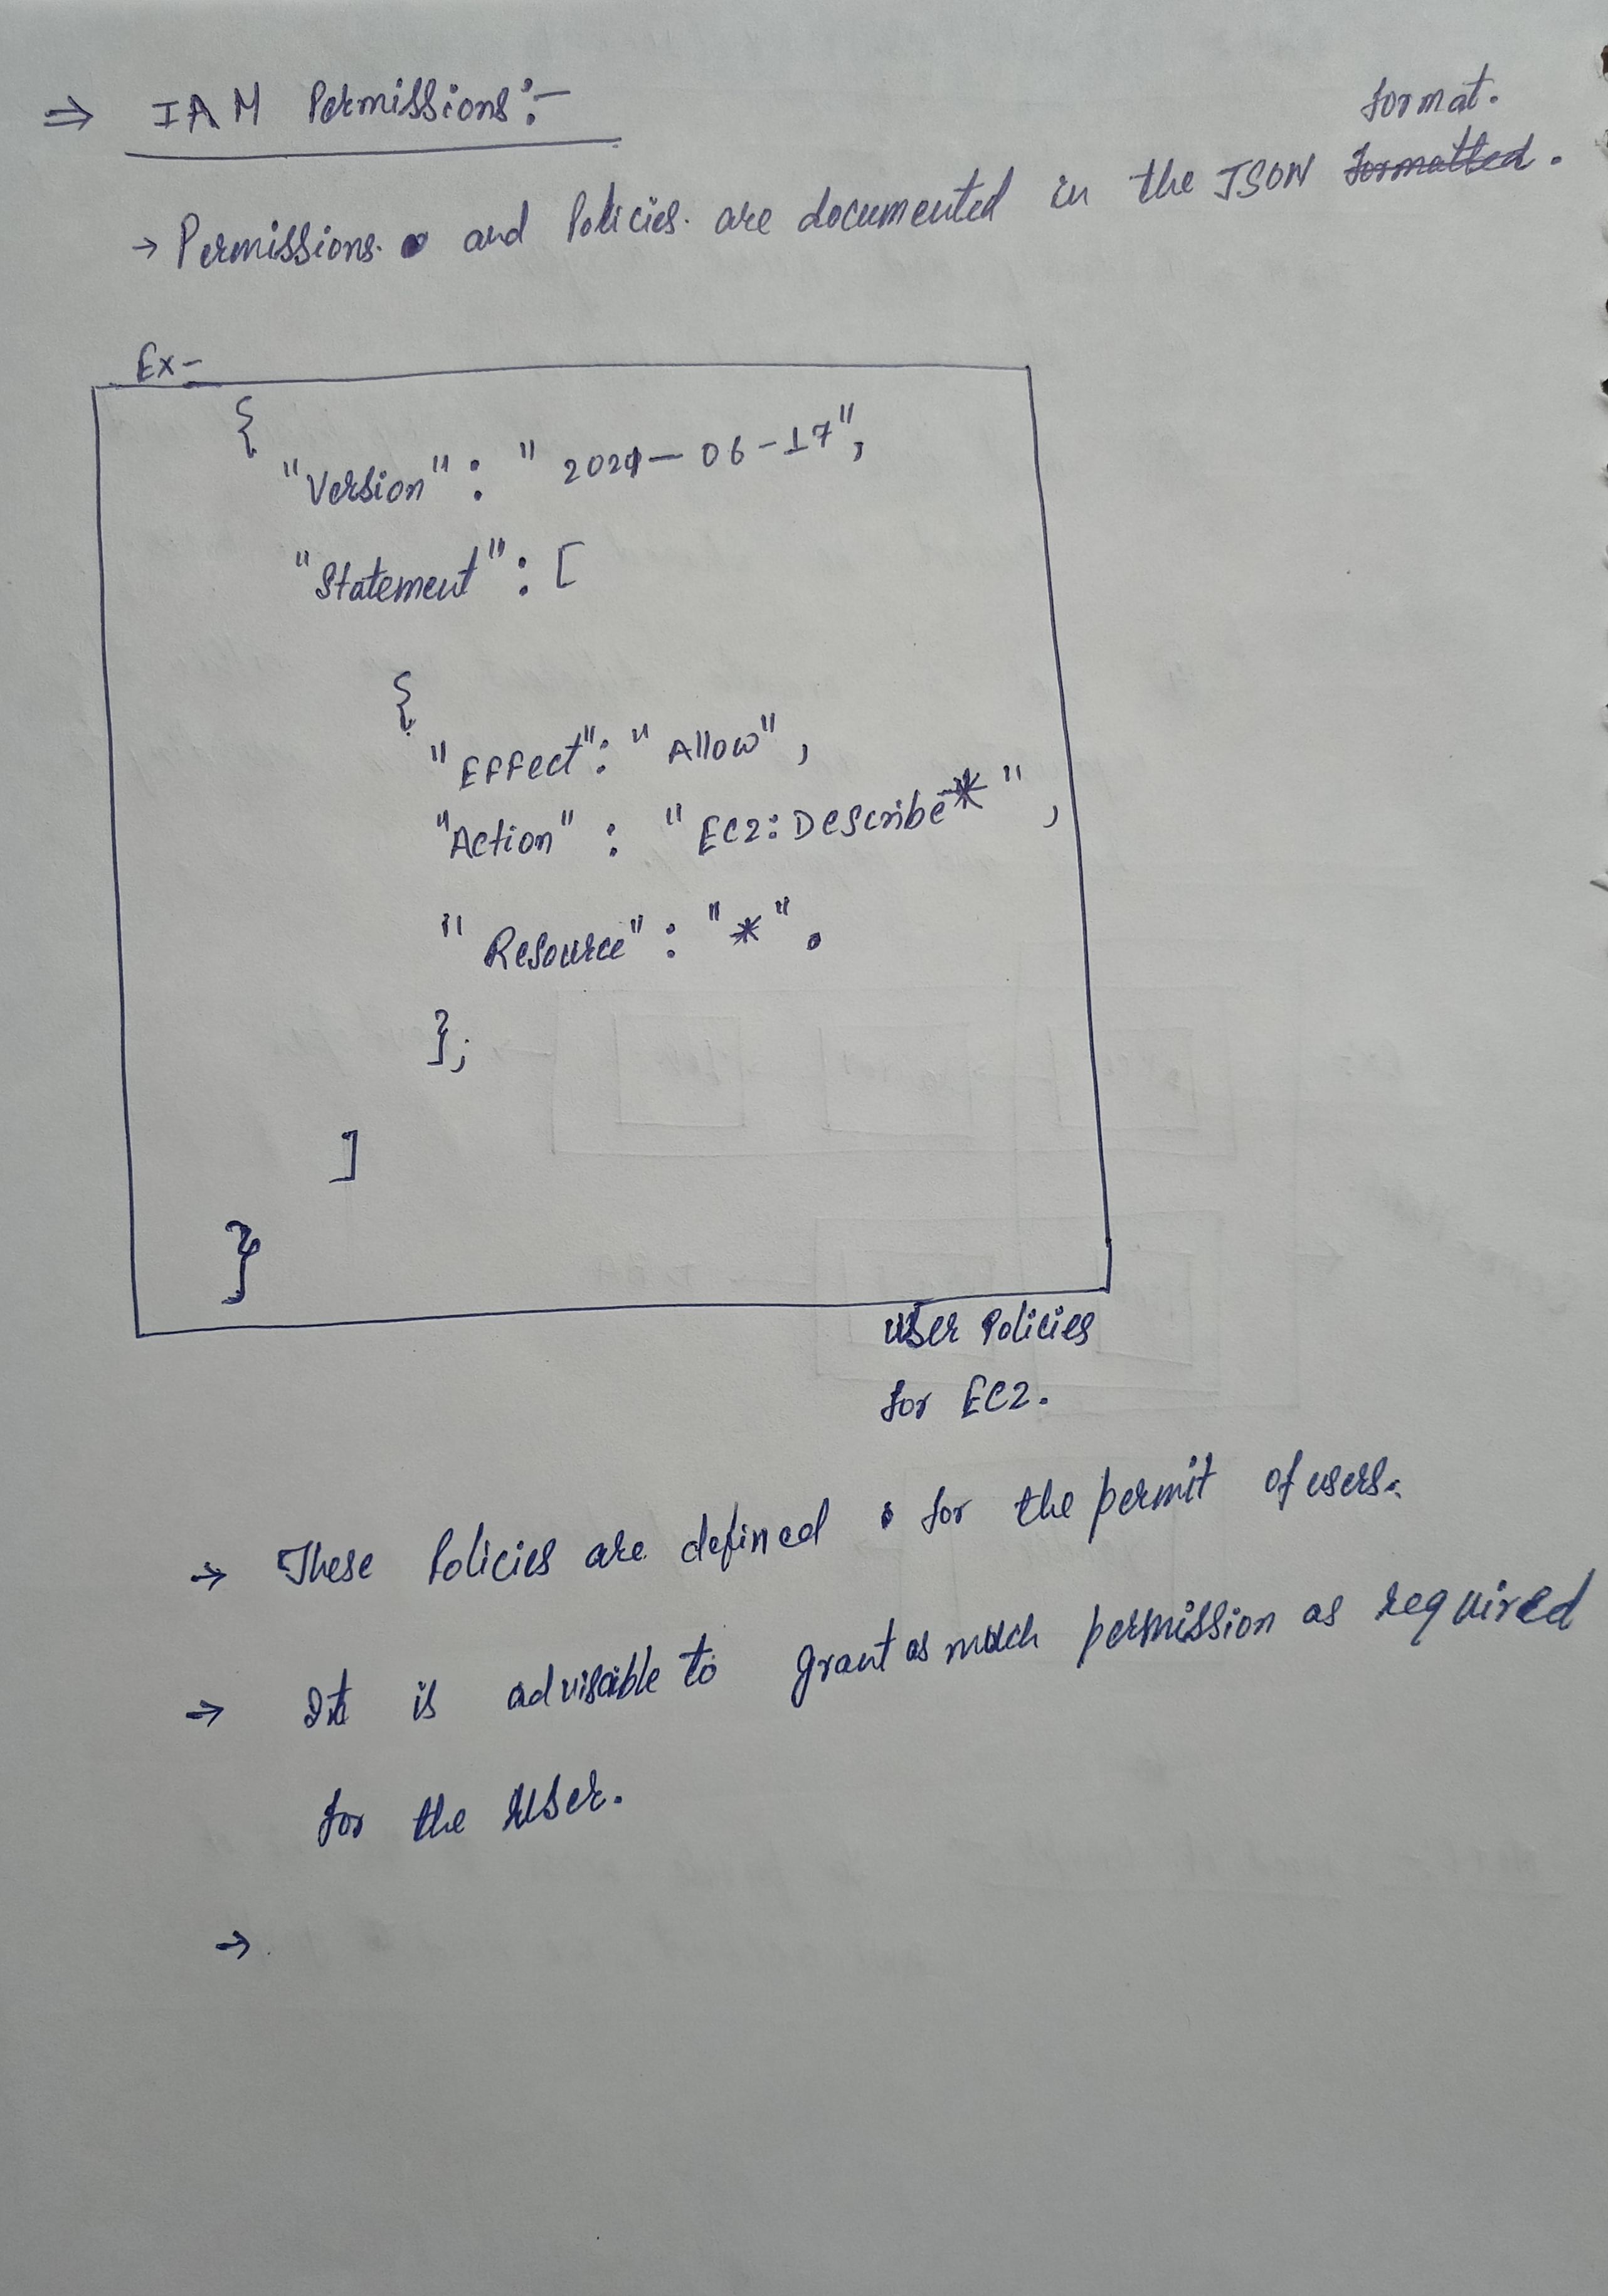 ⇒ IAM Permissions:-
format.
→ Permissions. and Policies. are documented in the JSON formatted.
Ex-
{
"Version" : " 2021- 06-17",
"Statement" : [
{
"Effect": "Allow",
"Action" : "EC2:Describe*",
"Resource" : "*".
};
]
}
User Policies
for EC2.
→ These Policies are defined for the permit of users.
→ It is advisable to grant as much permission as required
for the User.
→